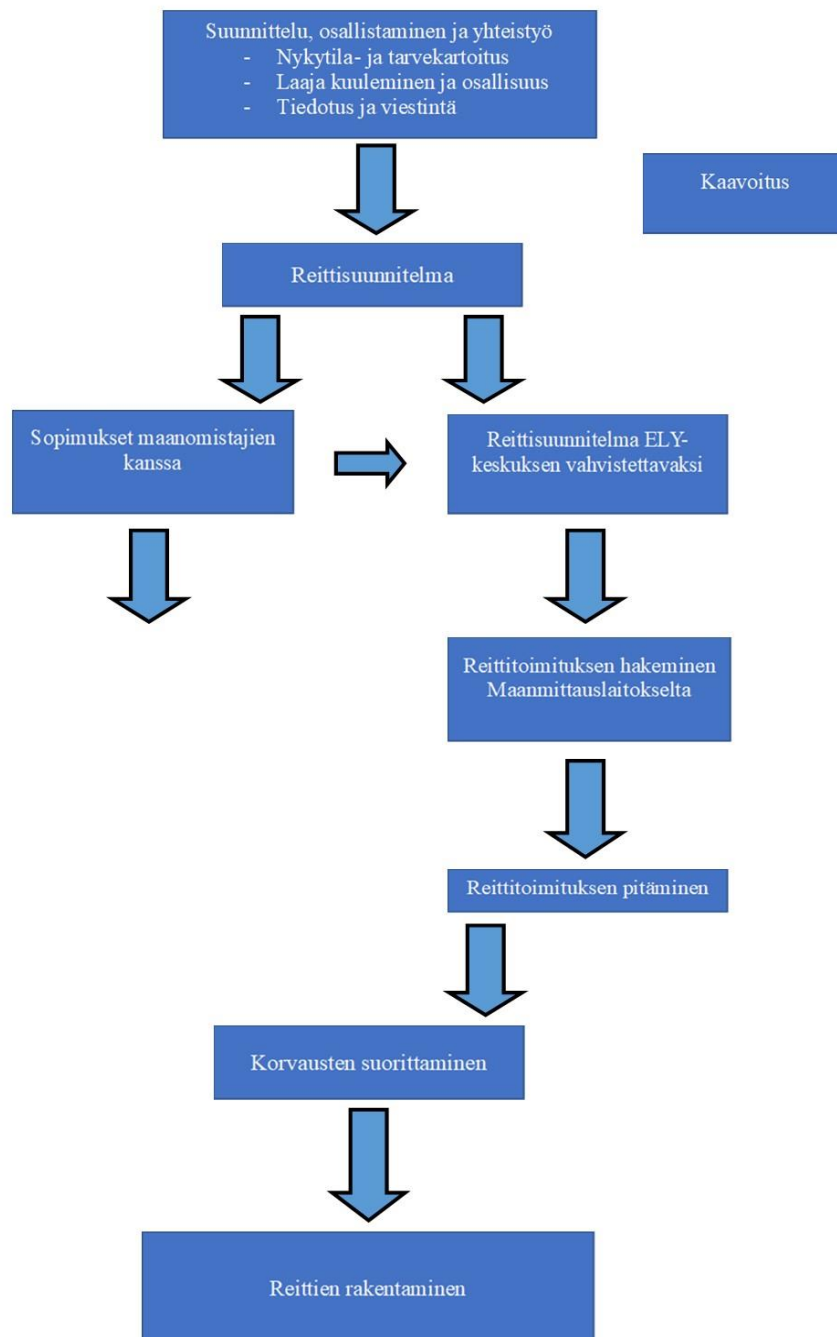 Suunnittelu, osallistaminen ja yhteistyö
- Nykytila- ja tarvekartoitus
- Laaja kuuleminen ja osallisuus
- Tiedotus ja viestintä
Kaavoitus
Reittisuunnitelma
Sopimukset maanomistajien
kanssa
Reittisuunnitelma ELY-
keskuksen vahvistettavaksi
Reittitoimituksen hakeminen
Maanmittauslaitokselta
Reittitoimituksen pitäminen
Korvausten suorittaminen
Reittien rakentaminen